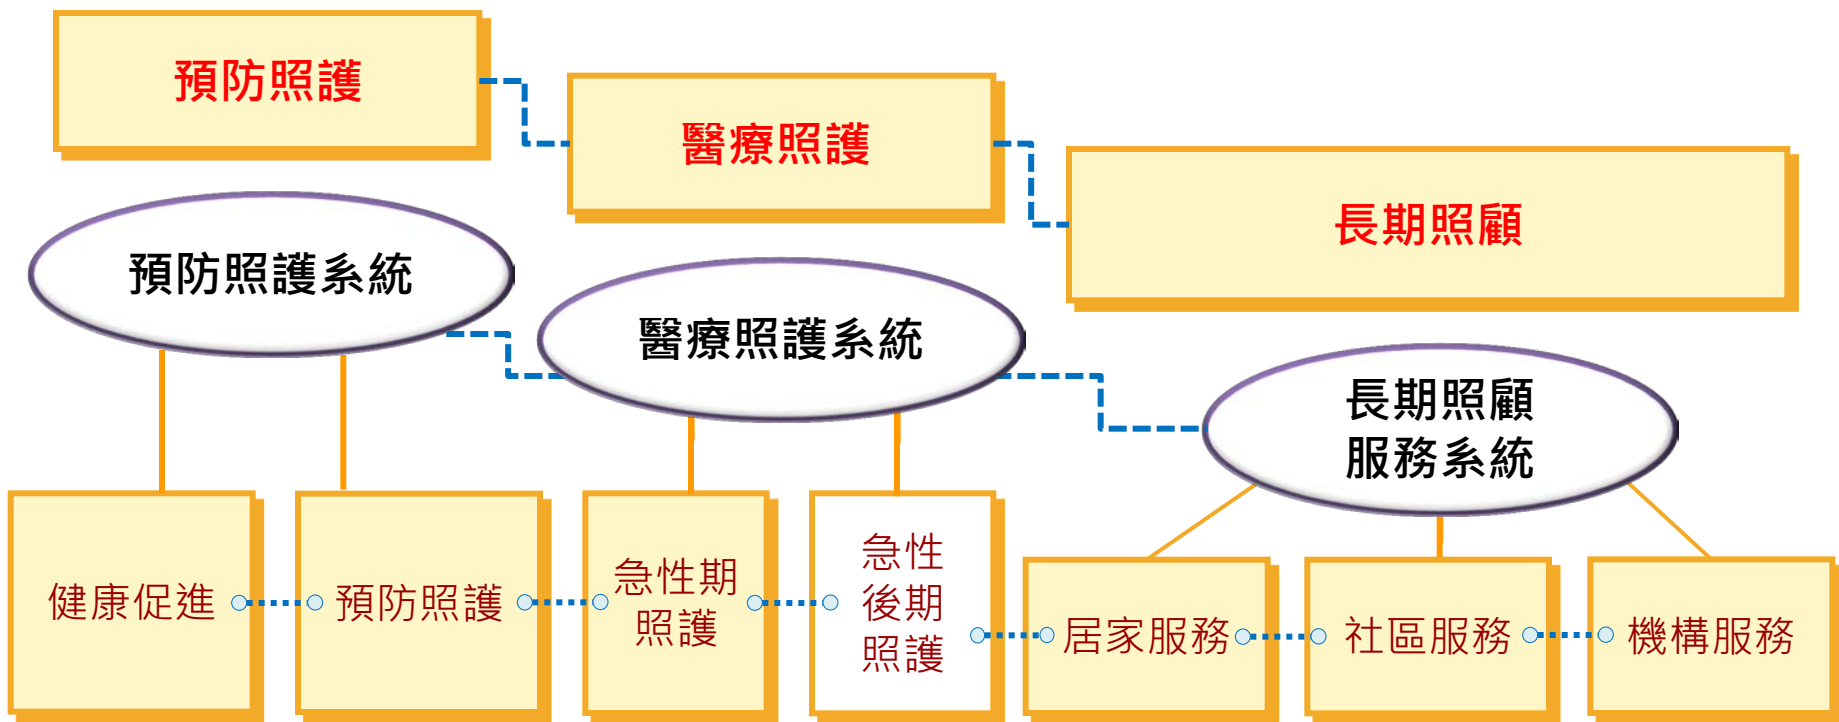 預防照護
醫療照護
長期照顧
預防照護系統
醫療照護系統
長期照顧
服務系統
健康促進
預防照護
急性期
照護
急性
後期
照護
居家服務
社區服務
機構服務